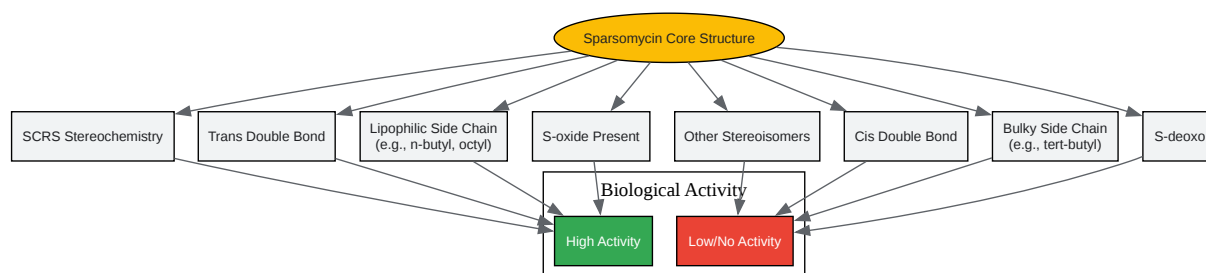 Sparsomycin Core Structure
SCRS Stereochemistry
Trans Double Bond
Lipophilic Side Chain
(e.g., n-butyl, octyl)
S-oxide Present
Other Stereoisomers
Cis Double Bond
Bulky Side Chain
(e.g., tert-butyl)
S-deoxo
Biological Activity
High Activity
Low/No Activity